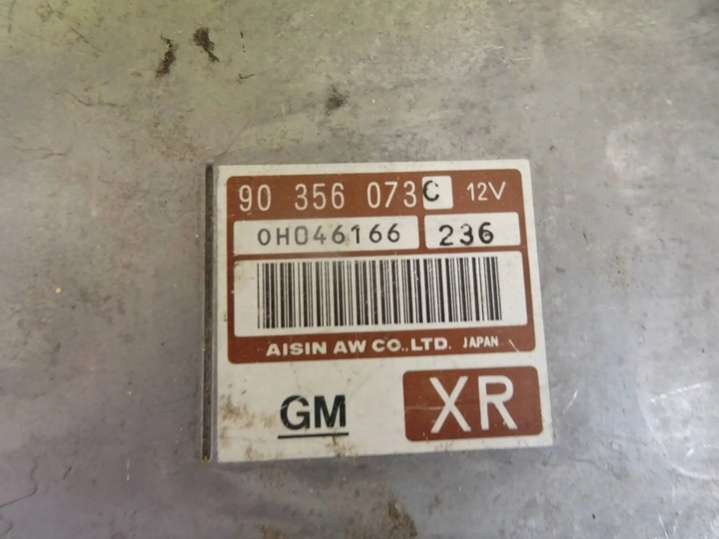 90 356 073C 12V
0H046166 236
AISIN AW CO.,LTD. JAPAN
GM XR